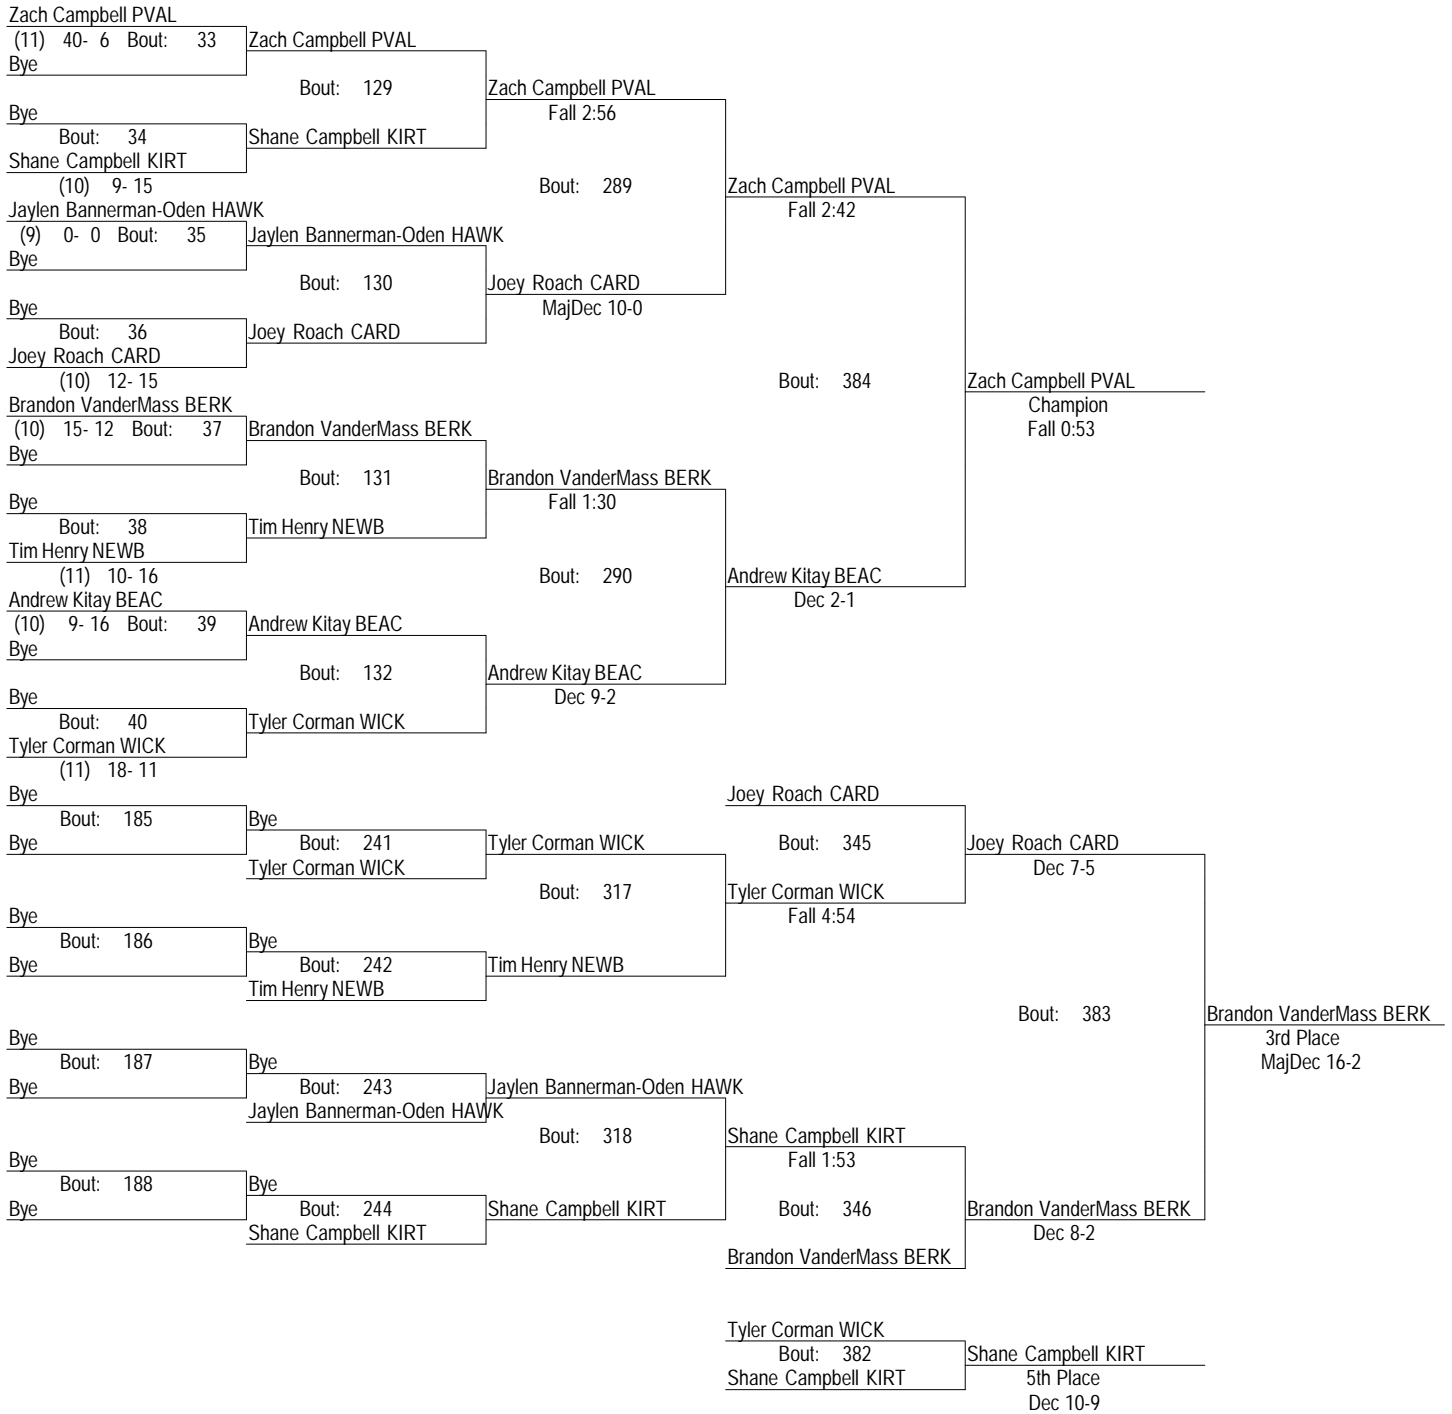 Zach Campbell PVAL
(11) 40- 6 Bout: 33 Zach Campbell PVAL
Bye
Bout: 129 Zach Campbell PVAL
Bye Fall 2:56
Bout: 34 Shane Campbell KIRT
Shane Campbell KIRT
(10) 9- 15 Bout: 289 Zach Campbell PVAL
Jaylen Bannerman-Oden HAWK Fall 2:42
(9) 0- 0 Bout: 35 Jaylen Bannerman-Oden HAWK
Bye
Bout: 130 Joey Roach CARD
Bye MajDec 10-0
Bout: 36 Joey Roach CARD
Joey Roach CARD
(10) 12- 15 Bout: 384 Zach Campbell PVAL
Brandon VanderMass BERK Champion
(10) 15- 12 Bout: 37 Brandon VanderMass BERK Fall 0:53
Bye
Bout: 131 Brandon VanderMass BERK
Bye Fall 1:30
Bout: 38 Tim Henry NEWB
Tim Henry NEWB
(11) 10- 16 Bout: 290 Andrew Kitay BEAC
Andrew Kitay BEAC Dec 2-1
(10) 9- 16 Bout: 39 Andrew Kitay BEAC
Bye
Bout: 132 Andrew Kitay BEAC
Bye Dec 9-2
Bout: 40 Tyler Corman WICK
Tyler Corman WICK
(11) 18- 11
Bye Joey Roach CARD
Bout: 185 Bye
Bye Bout: 241 Tyler Corman WICK Bout: 345 Joey Roach CARD
Tyler Corman WICK Dec 7-5
Bout: 317 Tyler Corman WICK
Bye Fall 4:54
Bout: 186 Bye
Bye Bout: 242 Tim Henry NEWB
Tim Henry NEWB
Bout: 383 Brandon VanderMass BERK
Bye 3rd Place
Bout: 187 Bye MajDec 16-2
Bye Bout: 243 Jaylen Bannerman-Oden HAWK
Jaylen Bannerman-Oden HAWK
Bout: 318 Shane Campbell KIRT
Bye Fall 1:53
Bout: 188 Bye
Bye Bout: 244 Shane Campbell KIRT Bout: 346 Brandon VanderMass BERK
Shane Campbell KIRT Dec 8-2
Brandon VanderMass BERK
Tyler Corman WICK
Bout: 382 Shane Campbell KIRT
Shane Campbell KIRT 5th Place
Dec 10-9